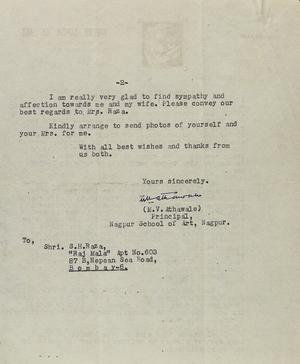 -2-
I am really very glad to find sympathy and
affection towards me and my wife. Please convey our
best regards to Mrs. Raza.
Kindly arrange to send photos of yourself and
your Mrs. for me.
With all best wishes and thanks from
us both.
Yours sincerely.
(M.V.Athawale)
Principal,
Nagpur School of Art, Nagpur.
To,
Shri. S.H.Raza,
"Raj Mala" Apt No.603
87 B,Nepean Sea Road,
Bombay-6.